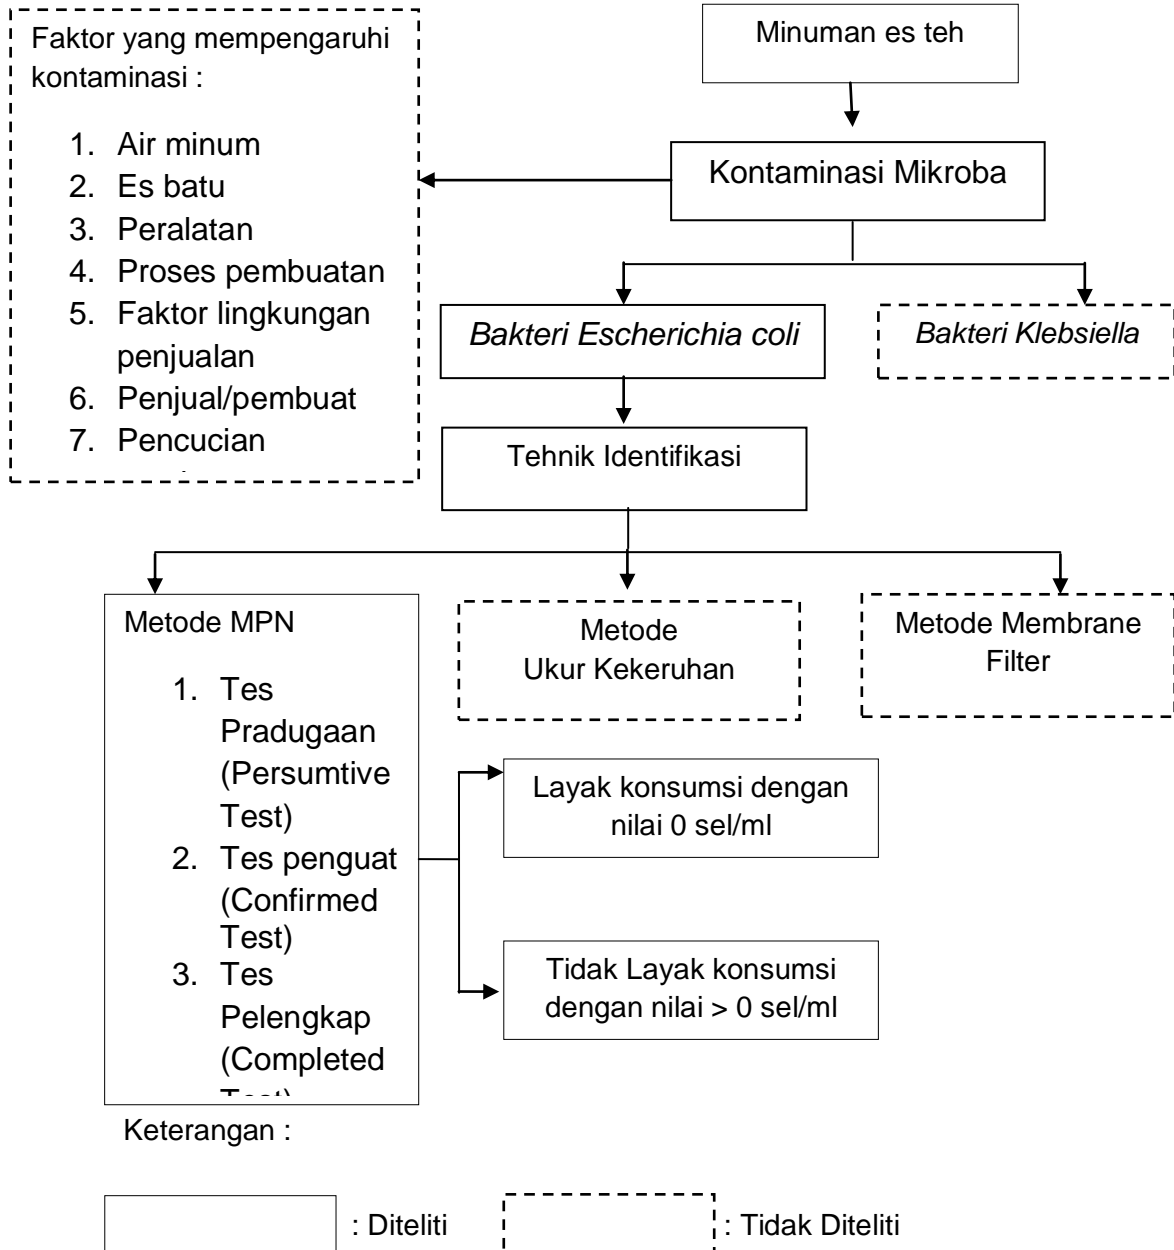 Faktor yang mempengaruhi
kontaminasi :
1. Air minum
2. Es batu
3. Peralatan
4. Proses pembuatan
5. Faktor lingkungan
penjualan
6. Penjual/pembuat
7. Pencucian
Minuman es teh
Kontaminasi Mikroba
Bakteri Escherichia coli
Bakteri Klebsiella
Tehnik Identifikasi
Metode MPN
1. Tes
Pradugaan
(Persumtive
Test)
2. Tes penguat
(Confirmed
Test)
3. Tes
Pelengkap
(Completed
Test)
Metode
Ukur Kekeruhan
Metode Membrane
Filter
Layak konsumsi dengan
nilai 0 sel/ml
Tidak Layak konsumsi
dengan nilai > 0 sel/ml
Keterangan :
: Diteliti
: Tidak Diteliti